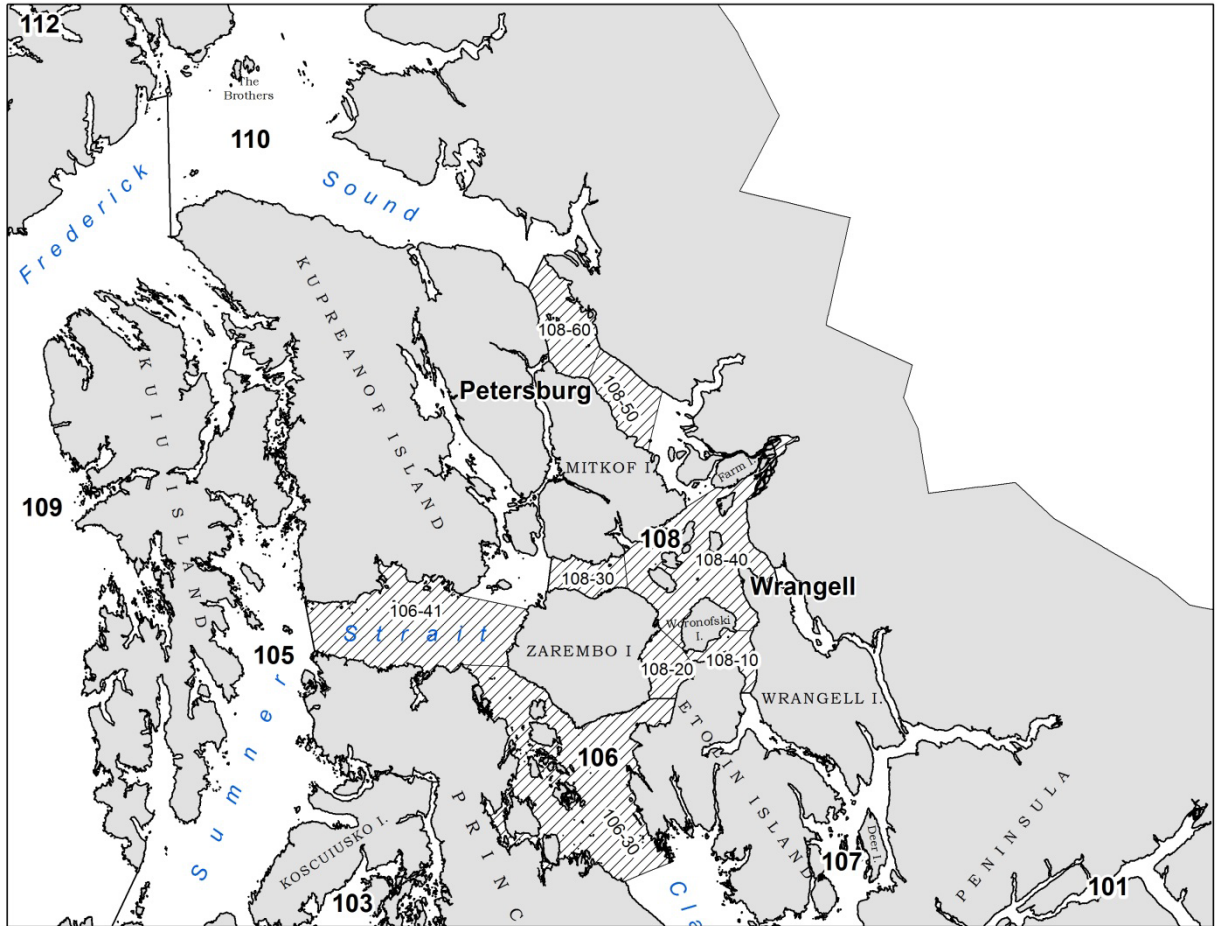 112
The
Brothers
110
Frederick
Sound
KUPREANOF ISLAND
KUIU ISLAND
108-60
Petersburg
108-50
MITKOF I.
Farm I.
109
108
108-40
108-30
Wrangell
106-41
Strait
Woronofski
I.
105
ZAREMBO I
108-20
108-10
WRANGELL I.
Sumner
ETOLIN ISLAND
106
106-30
PRINC
KOSCUIUSKO I.
Cla
Deer I.
PENINSULA
107
103
101